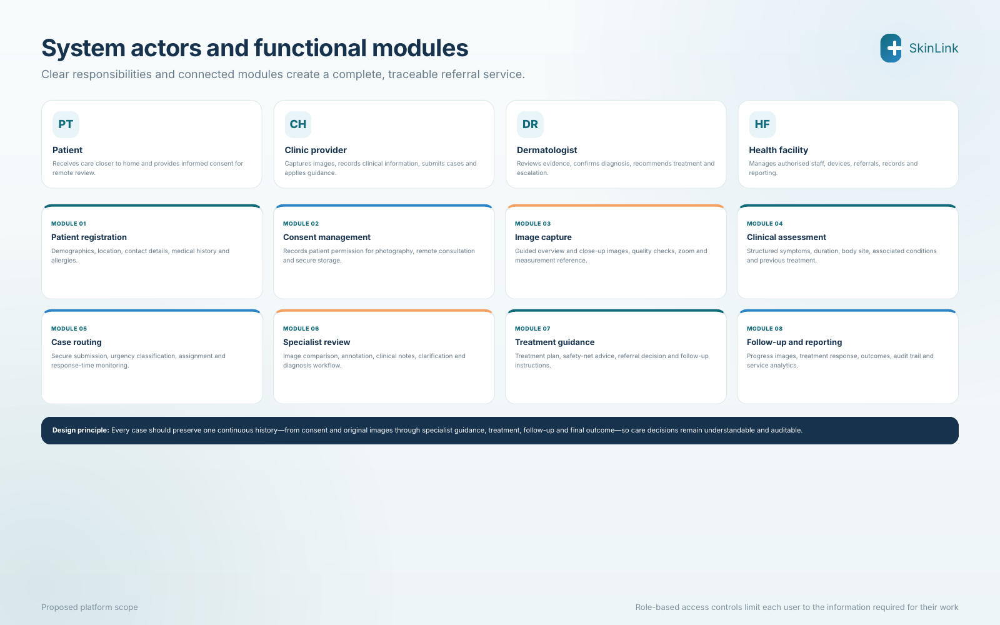 System actors and functional modules
SkinLink
Clear responsibilities and connected modules create a complete, traceable referral service.
PT
Patient
Receives care closer to home and provides informed consent for
remote review.
CH
Clinic provider
Captures images, records clinical information, submits cases and
applies guidance.
DR
Dermatologist
Reviews evidence, confirms diagnosis, recommends treatment and
escalation.
HF
Health facility
Manages authorised staff, devices, referrals, records and
reporting.
MODULE 01
Patient registration
Demographics, location, contact details, medical history and
allergies.
MODULE 02
Consent management
Records patient permission for photography, remote consultation
and secure storage.
MODULE 03
Image capture
Guided overview and close-up images, quality checks, zoom and
measurement reference.
MODULE 04
Clinical assessment
Structured symptoms, duration, body site, associated conditions
and previous treatment.
MODULE 05
Case routing
Secure submission, urgency classification, assignment and
response-time monitoring.
MODULE 06
Specialist review
Image comparison, annotation, clinical notes, clarification and
diagnosis workflow.
MODULE 07
Treatment guidance
Treatment plan, safety-net advice, referral decision and follow-up
instructions.
MODULE 08
Follow-up and reporting
Progress images, treatment response, outcomes, audit trail and
service analytics.
Design principle: Every case should preserve one continuous history—from consent and original images through specialist guidance, treatment, follow-up and final outcome—so care decisions remain understandable and auditable.
Proposed platform scope
Role-based access controls limit each user to the information required for their work